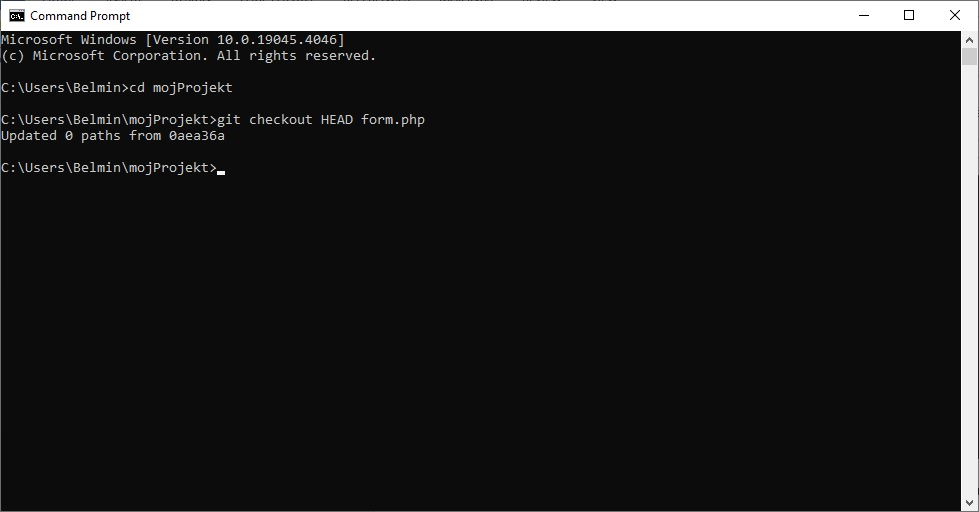 Command Prompt
Microsoft Windows [Version 10.0.19045.4046]
(c) Microsoft Corporation. All rights reserved.
C:\Users\Belmin>cd mojProjekt
C:\Users\Belmin\mojProjekt>git checkout HEAD form.php
Updated 0 paths from 0aea36a
C:\Users\Belmin\mojProjekt>